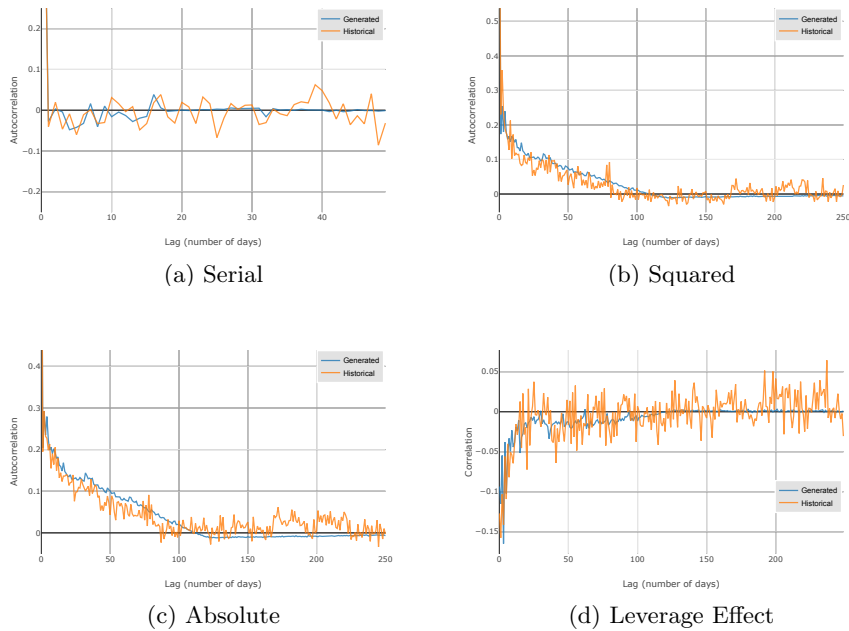 0.2
0.1
0
−0.1
−0.2
Autocorrelation
Generated
Historical
0
10
20
30
40
Lag (number of days)
(a) Serial
0.5
0.4
0.3
0.2
0.1
0
Autocorrelation
Generated
Historical
0
50
100
150
200
250
Lag (number of days)
(b) Squared
0.4
0.3
0.2
0.1
0
Autocorrelation
Generated
Historical
0
50
100
150
200
250
Lag (number of days)
(c) Absolute
0.05
0
−0.05
−0.1
−0.15
Correlation
Generated
Historical
0
50
100
150
200
Lag (number of days)
(d) Leverage Effect